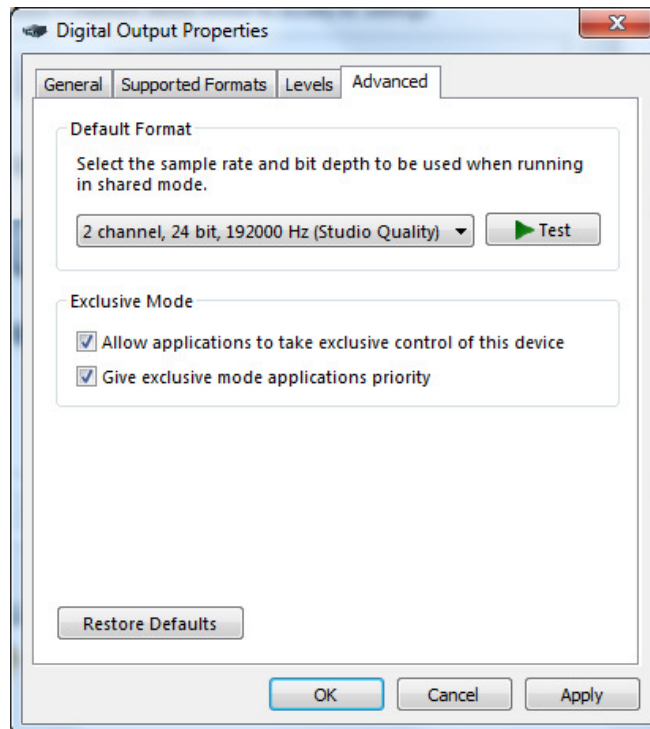 Digital Output Properties
General
Supported Formats
Levels
Advanced
Default Format
Select the sample rate and bit depth to be used when running
in shared mode.
2 channel, 24 bit, 192000 Hz (Studio Quality)
Test
Exclusive Mode
Allow applications to take exclusive control of this device
Give exclusive mode applications priority
Restore Defaults
OK
Cancel
Apply